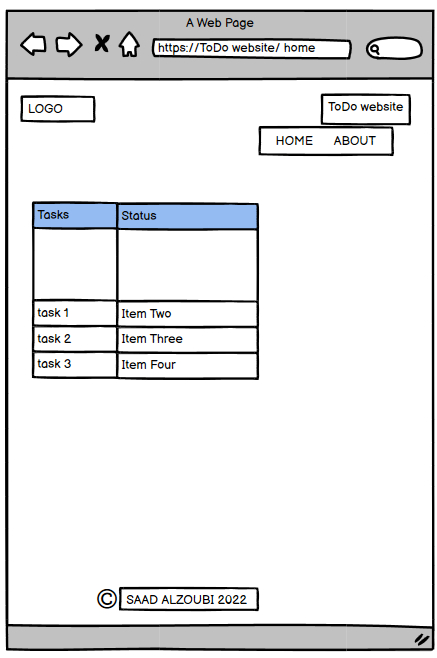 A Web Page
https://ToDo website/ home
LOGO
ToDo website
HOME ABOUT
Tasks Status
task 1 Item Two
task 2 Item Three
task 3 Item Four
© SAAD ALZOUBI 2022